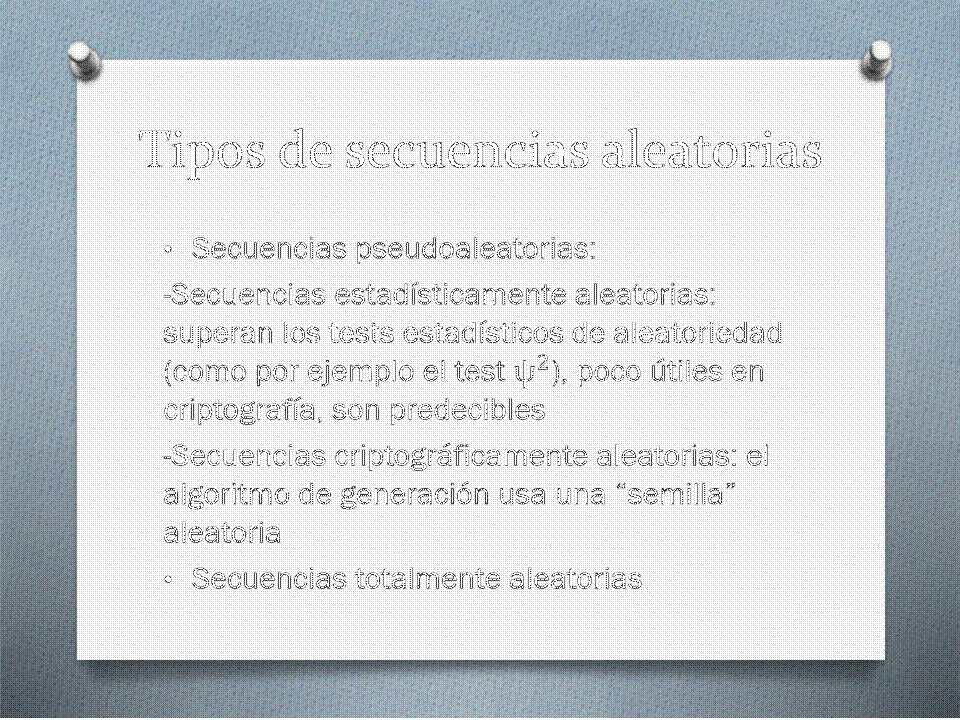 Tipos de secuencias aleatorias
• Secuencias pseudoaleatorias:
-Secuencias estadísticamente aleatorias:
superan los tests estadísticos de aleatoriedad
(como por ejemplo el test ψ²), poco útiles en
criptografía, son predecibles
-Secuencias criptográficamente aleatorias: el
algoritmo de generación usa una “semilla”
aleatoria
• Secuencias totalmente aleatorias